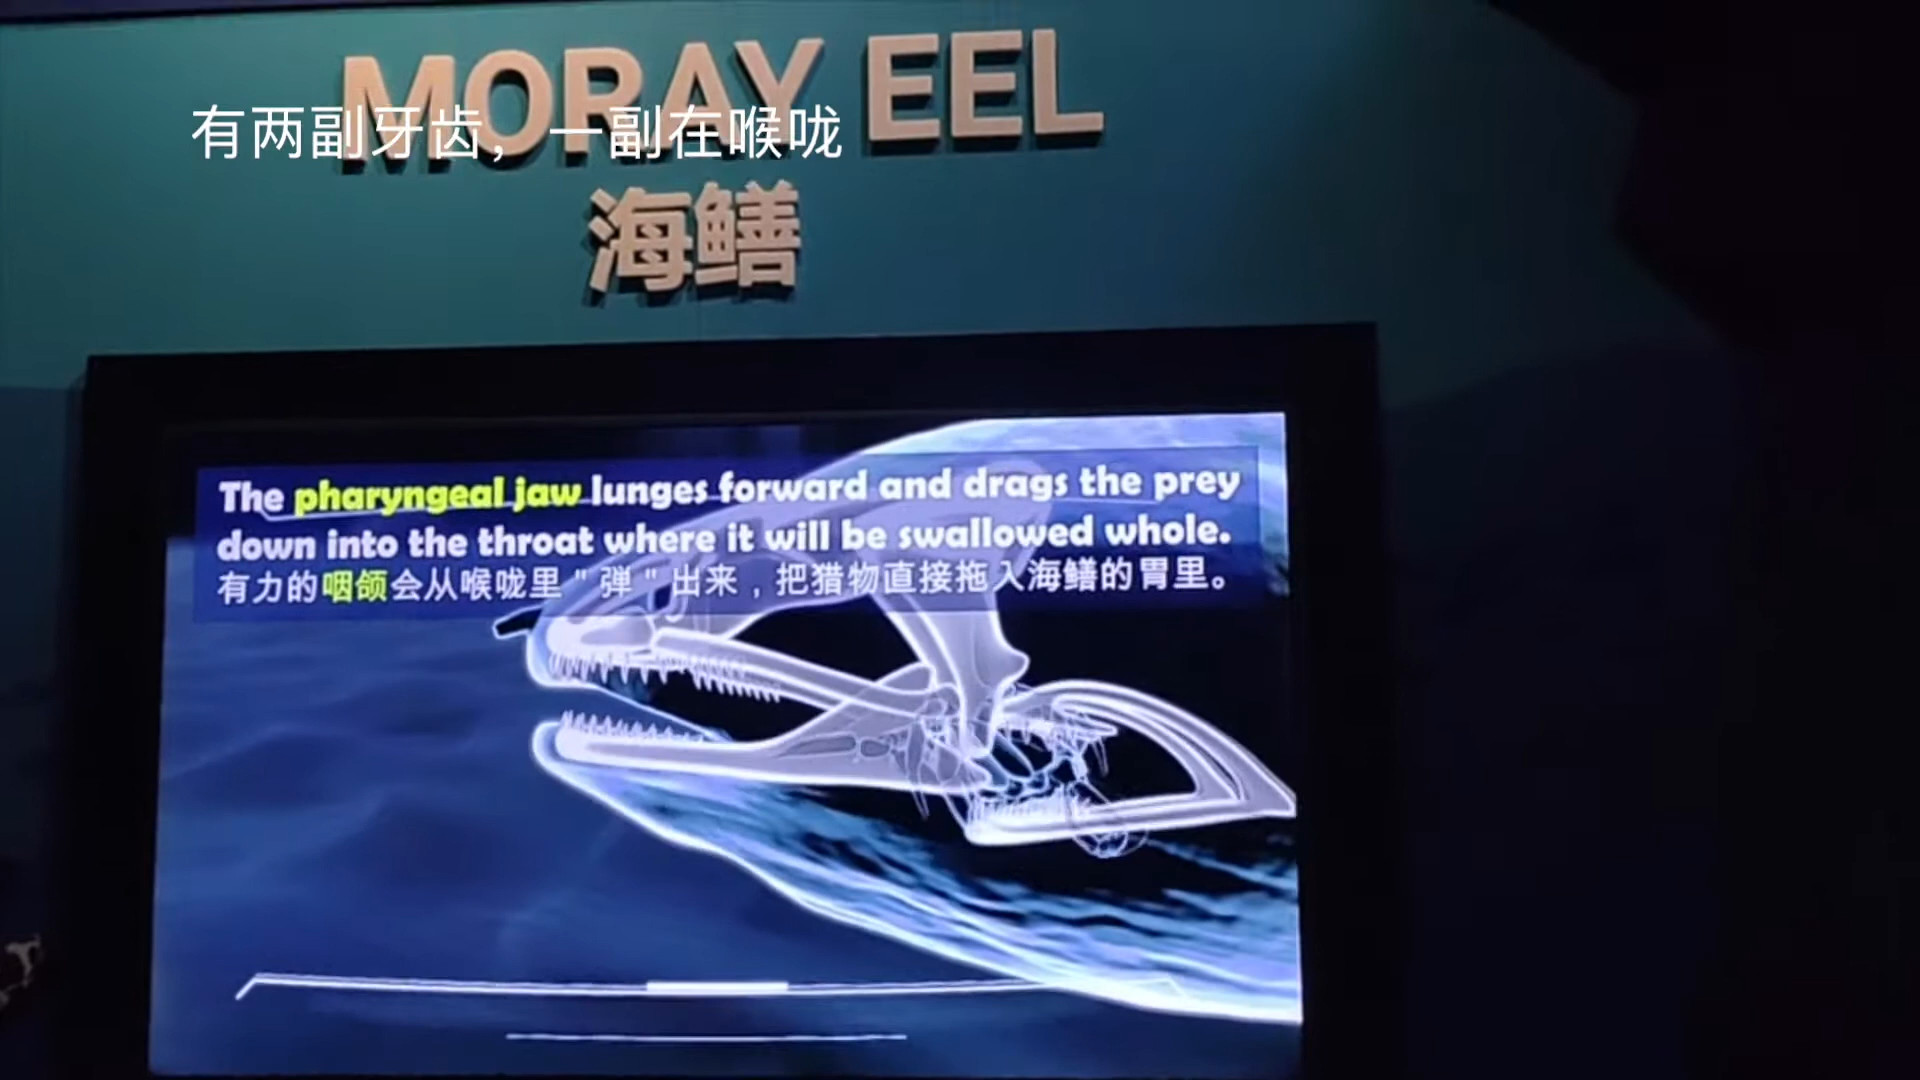 MORAY EEL
有两副牙齿，一副在喉咙
海鳝
The pharyngeal jaw lunges forward and drags the prey
down into the throat where it will be swallowed whole.
有力的咽颌会从喉咙里"弹"出来，把猎物直接拖入海鳝的胃里。